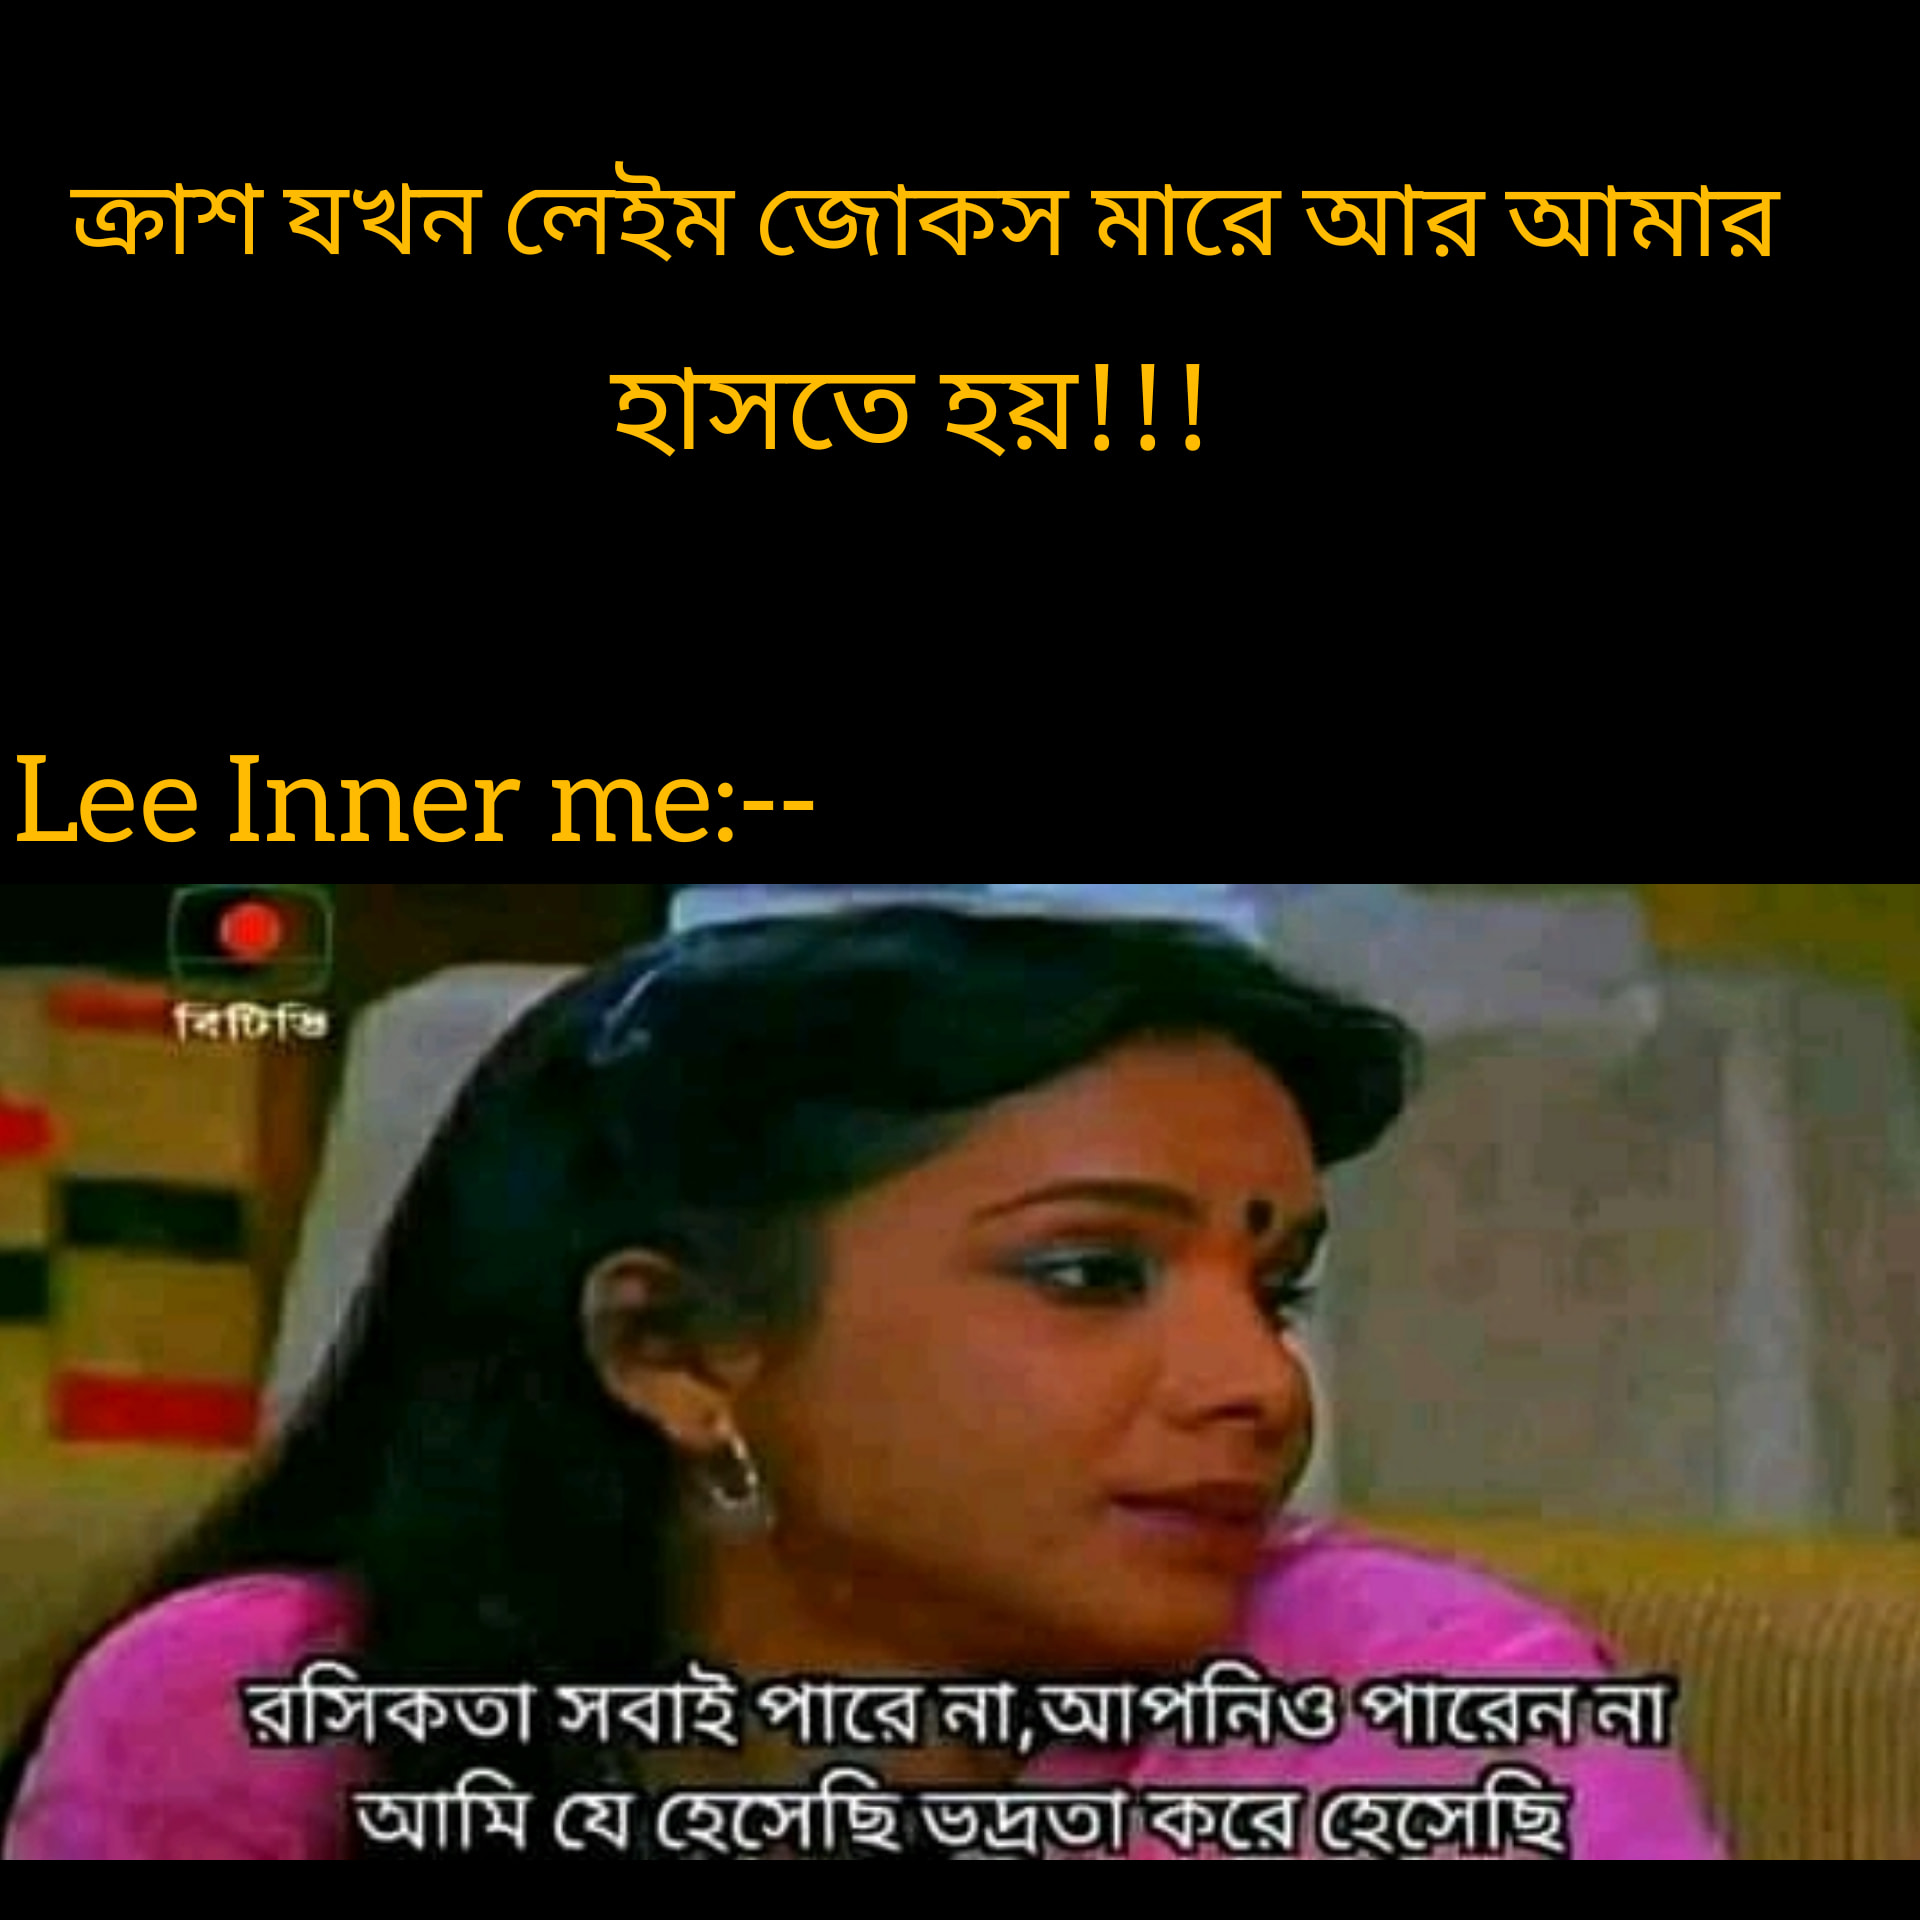 ক্রাশ যখন লেইম জোকস মারে আর আমার
হাসতে হয়!!!
Lee Inner me:--
বিটিভি
রসিকতা সবাই পারে না,আপনিও পারেন না
আমি যে হেসেছি ভদ্রতা করে হেসেছি